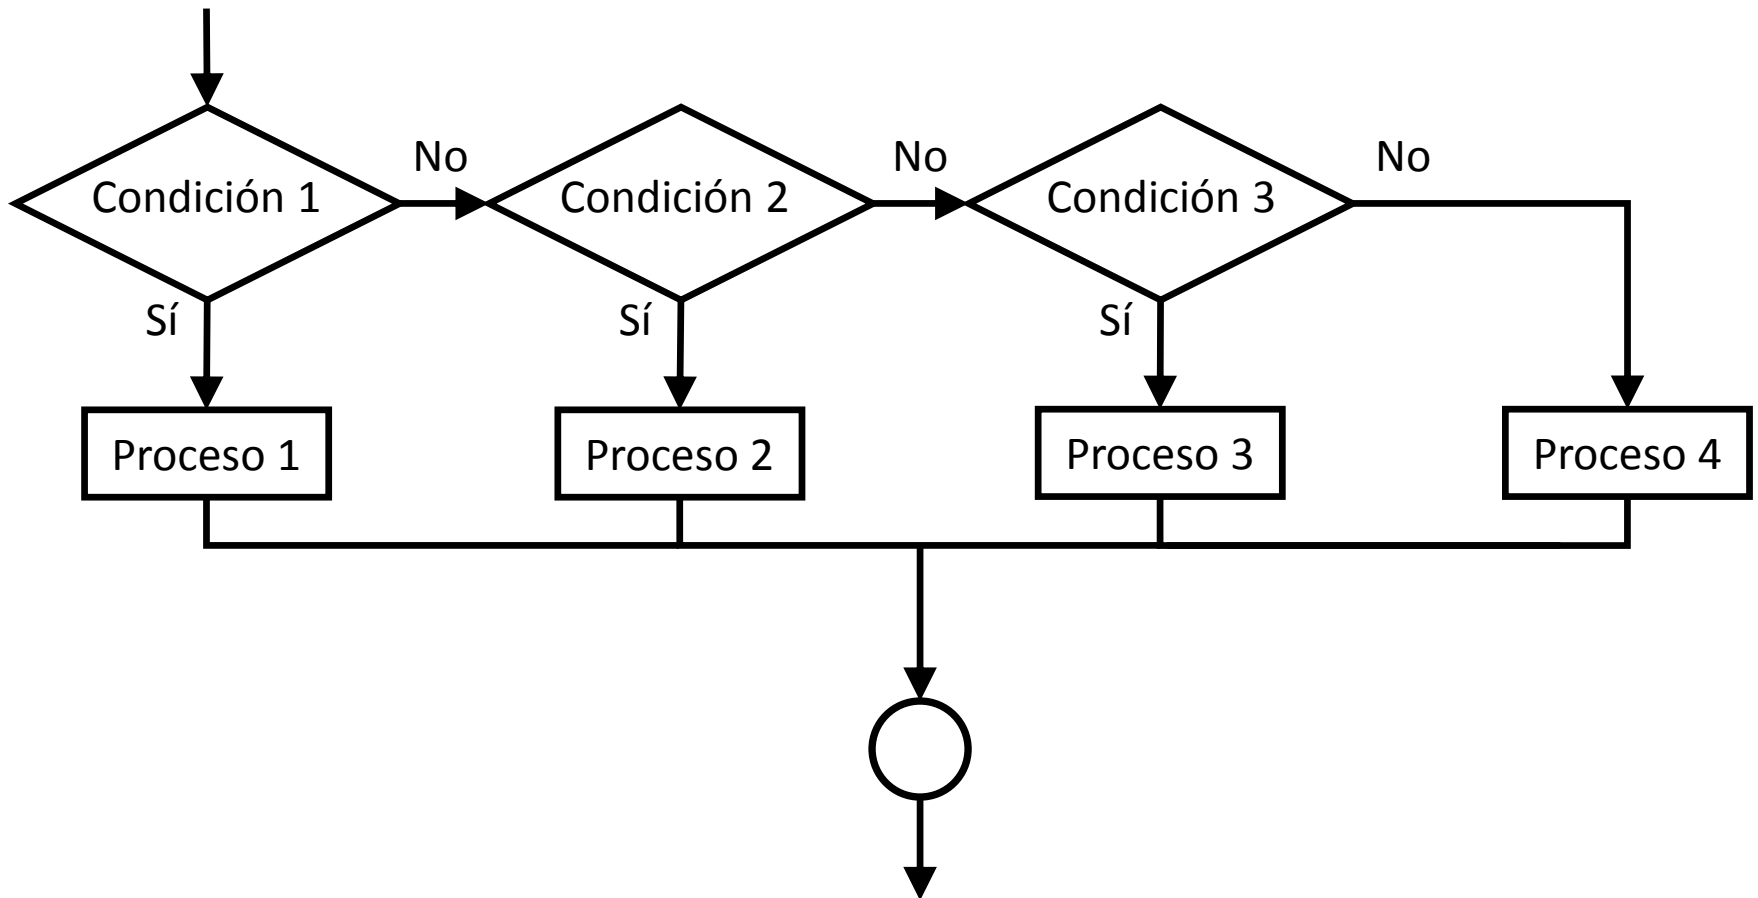 No
No
No
Condición 1
Condición 2
Condición 3
Sí
Sí
Sí
Proceso 1
Proceso 2
Proceso 3
Proceso 4